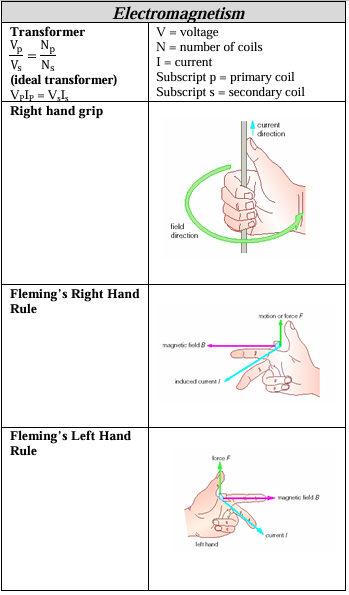 Electromagnetism
Transformer
Vp/Vs = Np/Ns
(ideal transformer)
VPIP = VsIs
V = voltage
N = number of coils
I = current
Subscript p = primary coil
Subscript s = secondary coil
Right hand grip
current
direction
field
direction
Fleming's Right Hand
Rule
motion or force F
magnetic field B
induced current I
Fleming's Left Hand
Rule
force F
magnetic field B
current I
left hand